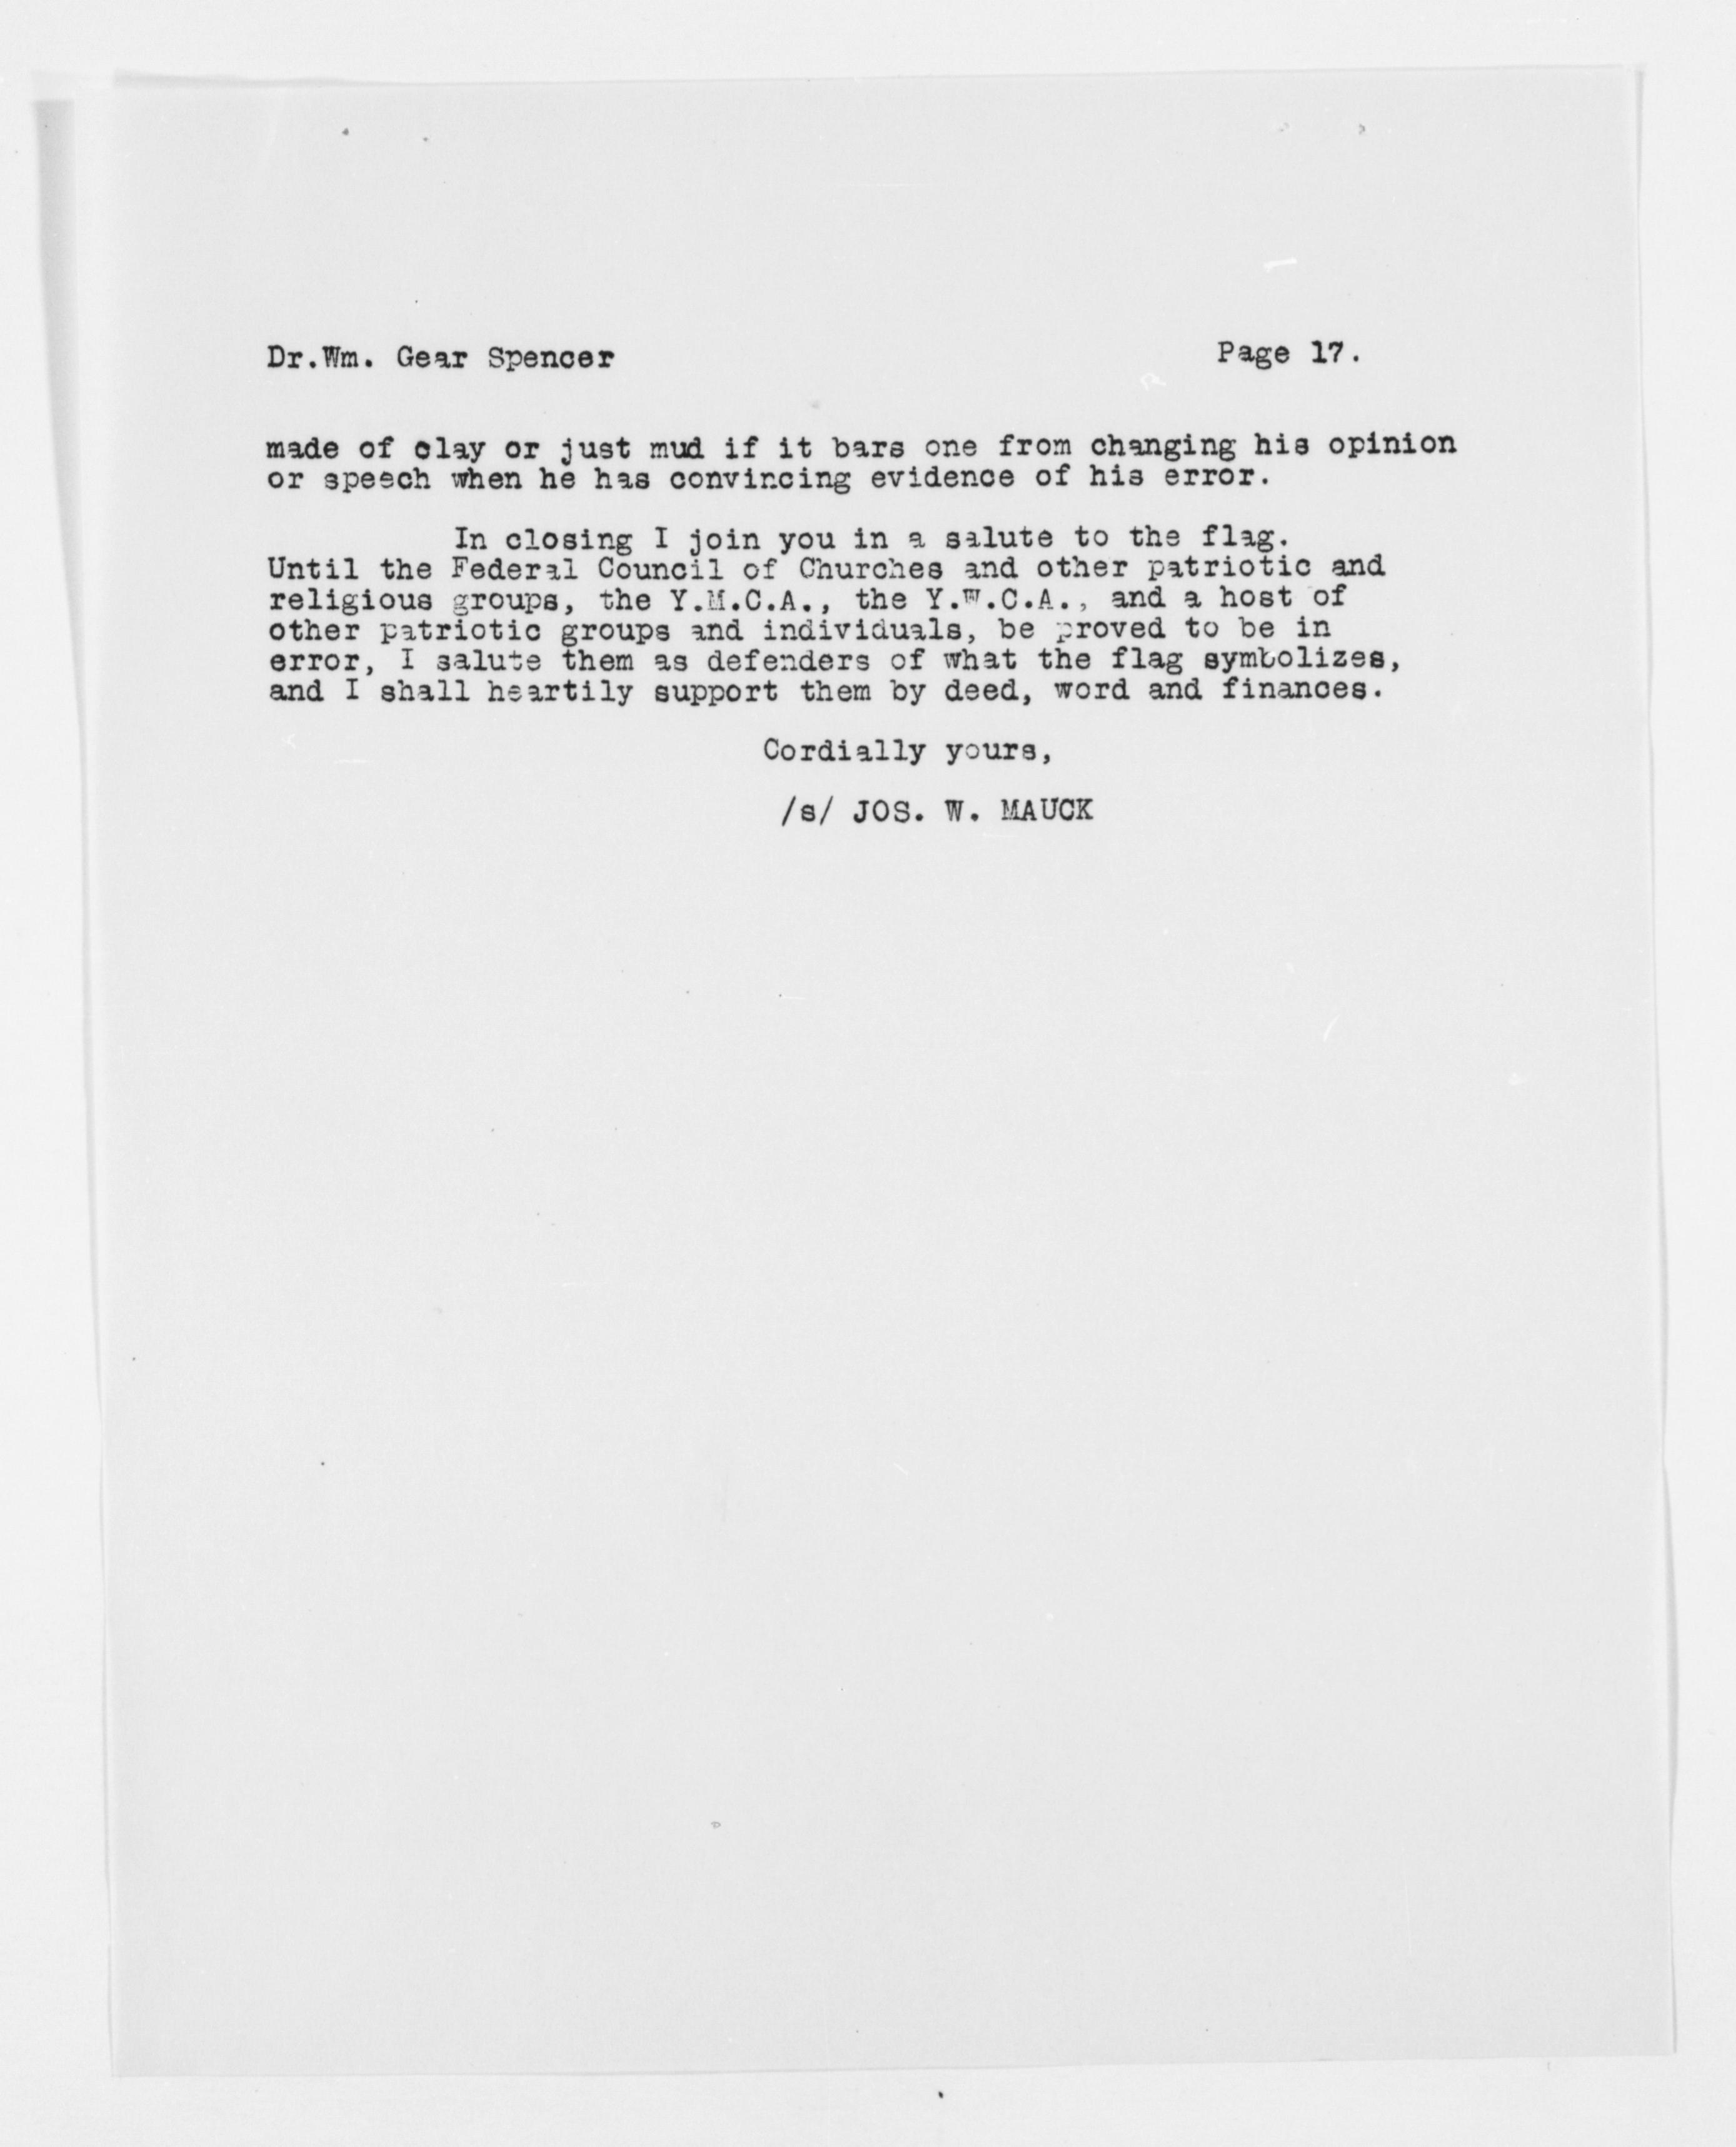 Dr.Wm. Gear Spencer Page 17.
made of clay or just mud if it bars one from changing his opinion
or speech when he has convincing evidence of his error.
In closing I join you in a salute to the flag.
Until the Federal Council of Churches and other patriotic and
religious groups, the Y.M.C.A., the Y.W.C.A., and a host of
other patriotic groups and individuals, be proved to be in
error, I salute them as defenders of what the flag symbolizes,
and I shall heartily support them by deed, word and finances.
Cordially yours,
/s/ JOS. W. MAUCK